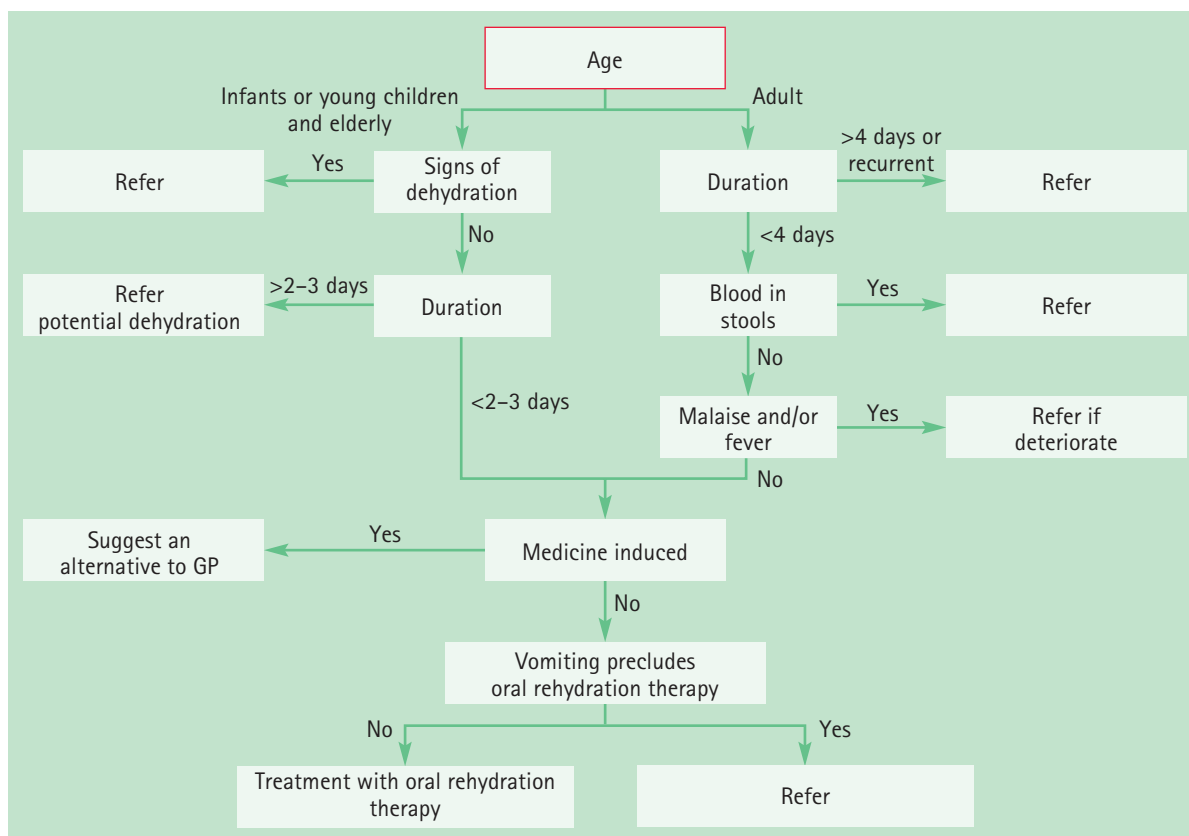 Age
Infants or young children
and elderly
Adult
Refer
Yes
Signs of
dehydration
Duration
>4 days or
recurrent
Refer
No
<4 days
Refer
potential dehydration
>2–3 days
Duration
Blood in
stools
Yes
Refer
No
<2–3 days
Malaise and/or
fever
Yes
Refer if
deteriorate
No
Suggest an
alternative to GP
Yes
Medicine induced
No
Vomiting precludes
oral rehydration therapy
No
Yes
Treatment with oral rehydration
therapy
Refer